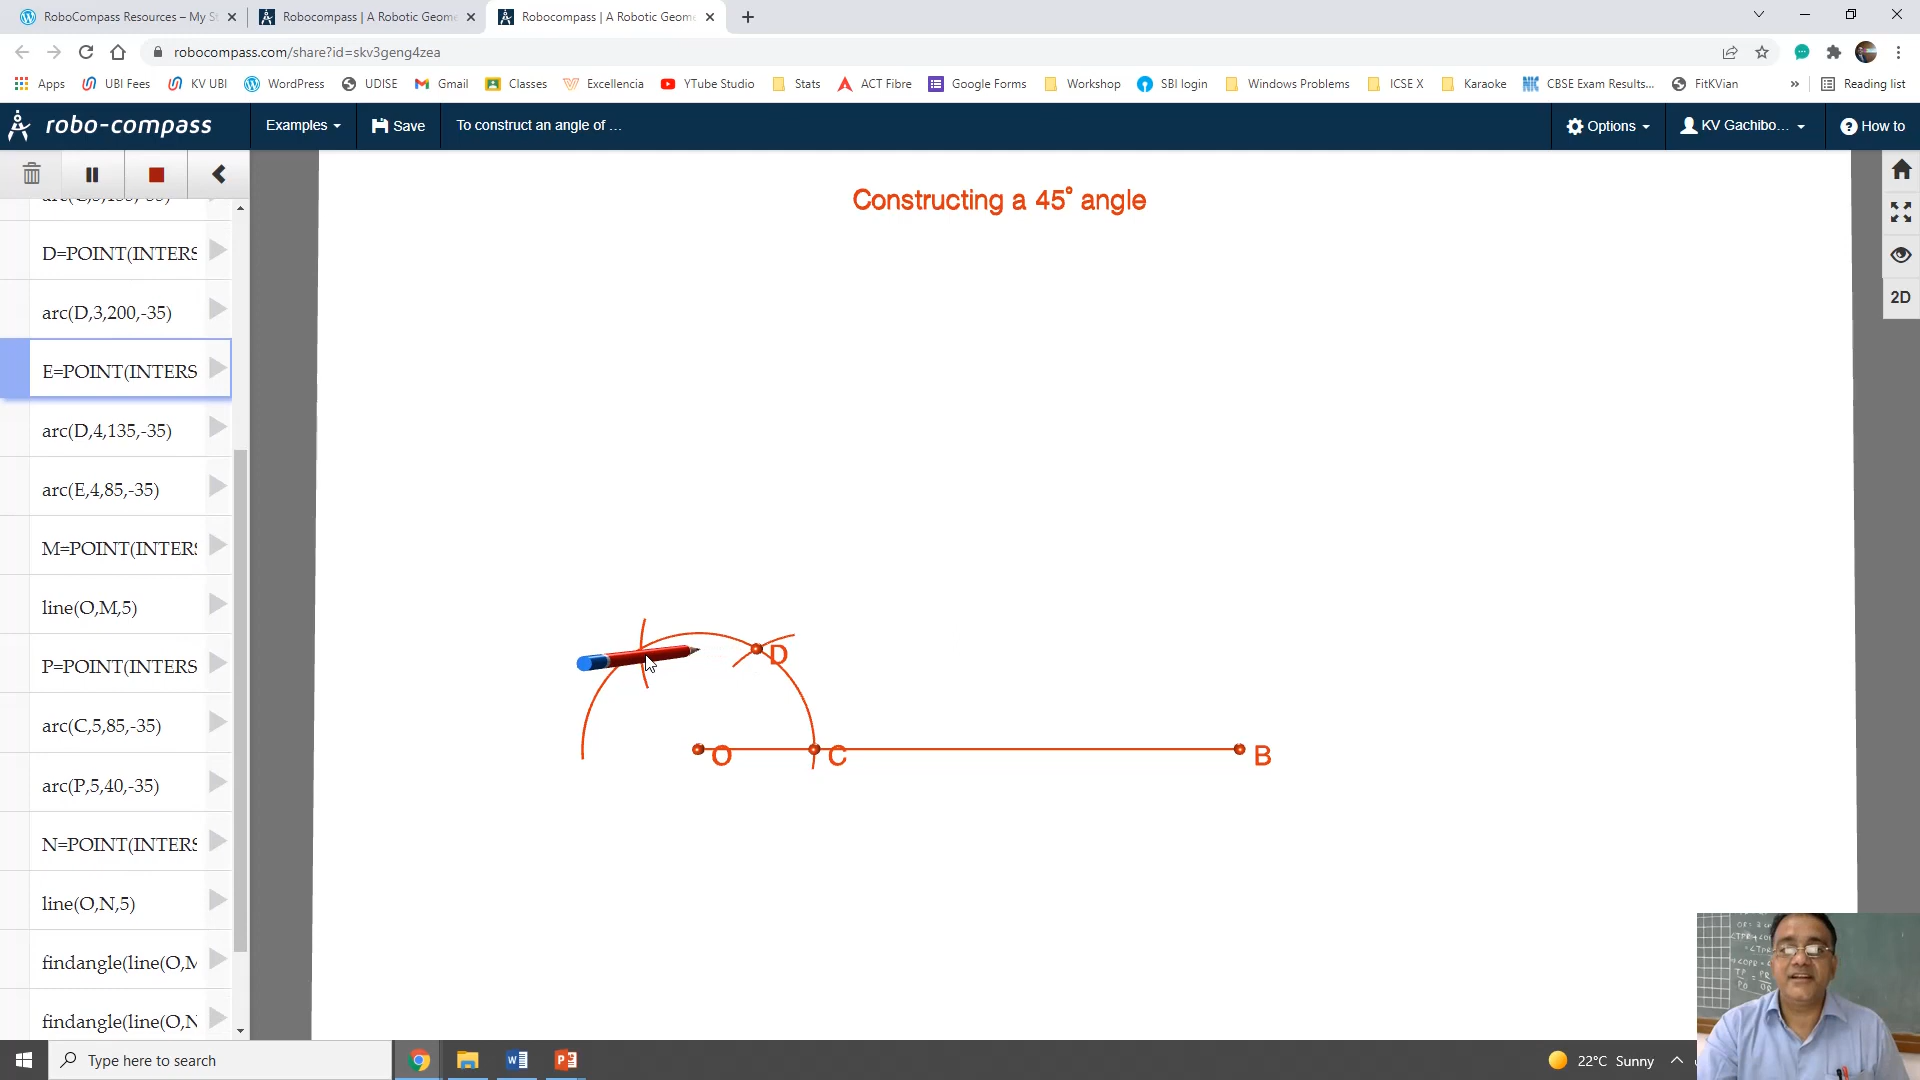 RoboCompass Resources – My S
Robocompass | A Robotic Geome
Robocompass | A Robotic Geome
robocompass.com/share?id=skv3geng4zea
Apps
UBI Fees
KV UBI
WordPress
UDISE
Gmail
Classes
Excellencia
YTube Studio
Stats
ACT Fibre
Google Forms
Workshop
SBI login
Windows Problems
ICSE X
Karaoke
CBSE Exam Results...
FitKVian
»
Reading list
robo-compass
Examples
Save
To construct an angle of ...
Options
KV Gachibo...
How to
Constructing a 45° angle
2D
D=POINT(INTERS
arc(D,3,200,-35)
E=POINT(INTERS
arc(D,4,135,-35)
arc(E,4,85,-35)
M=POINT(INTERS
line(O,M,5)
P=POINT(INTERS
arc(C,5,85,-35)
arc(P,5,40,-35)
N=POINT(INTERS
line(O,N,5)
findangle(line(O,M
findangle(line(O,N
D
O
C
B
Type here to search
22°C Sunny